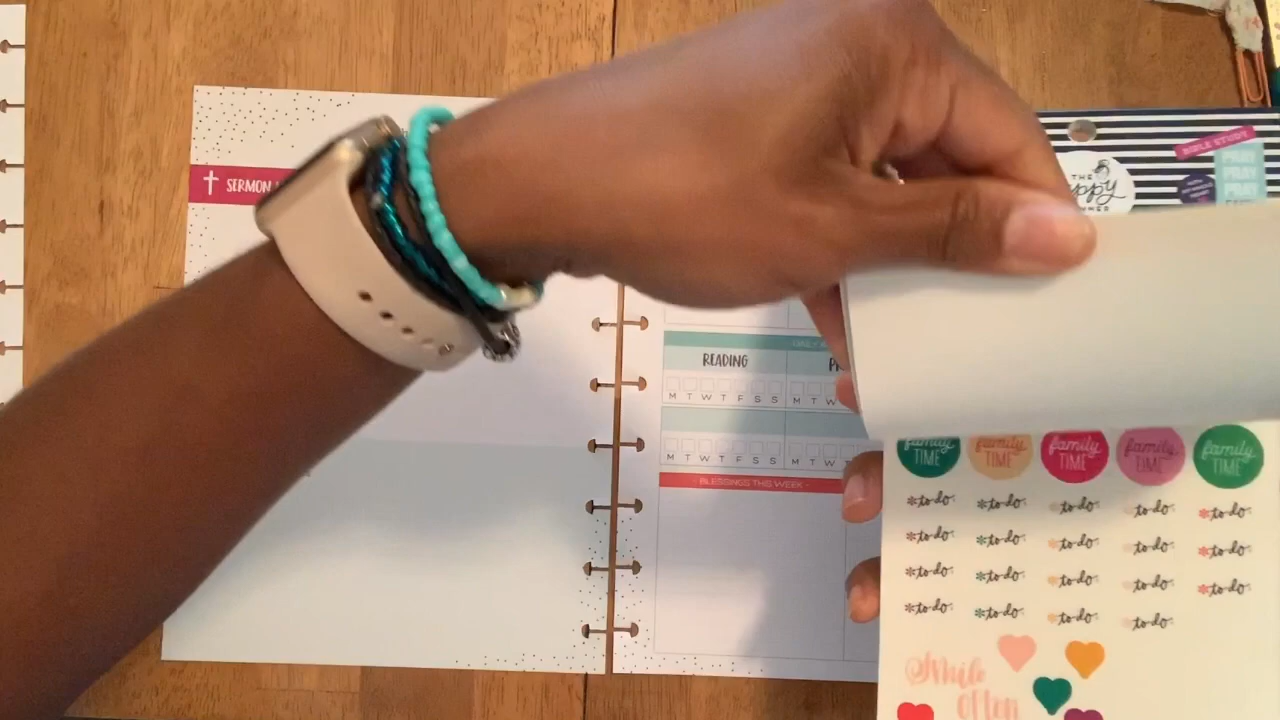 SERMON
BIBLE STUDY
THE
PRAY
PRAY
READING
M T W T F S S
M T W
M T W T F S S
M T W
BLESSINGS THIS WEEK
family TIME
family TIME
family TIME
family TIME
family TIME
to-do: to-do: to-do: to-do: to-do:
to-do: to-do: to-do: to-do: to-do:
to-do: to-do: to-do: to-do: to-do:
to-do: to-do: to-do: to-do:
Smile
Often